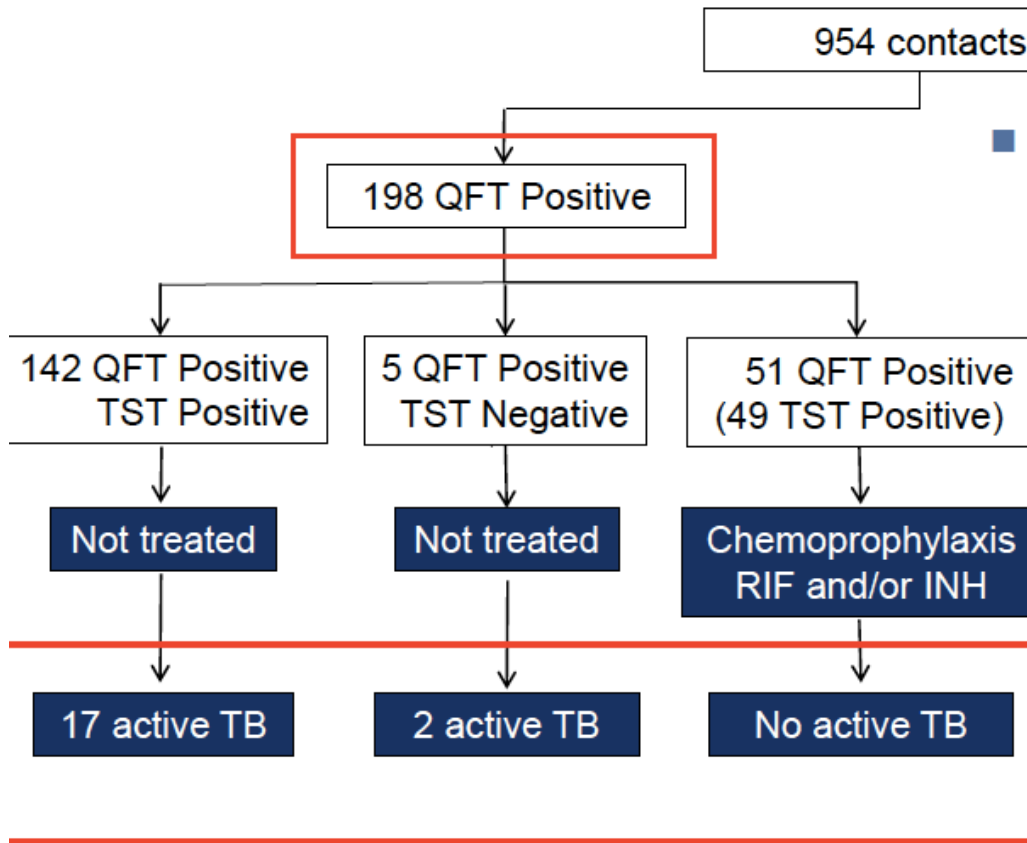 954 contacts
198 QFT Positive
142 QFT Positive
TST Positive
5 QFT Positive
TST Negative
51 QFT Positive
(49 TST Positive)
Not treated
Not treated
Chemoprophylaxis
RIF and/or INH
17 active TB
2 active TB
No active TB